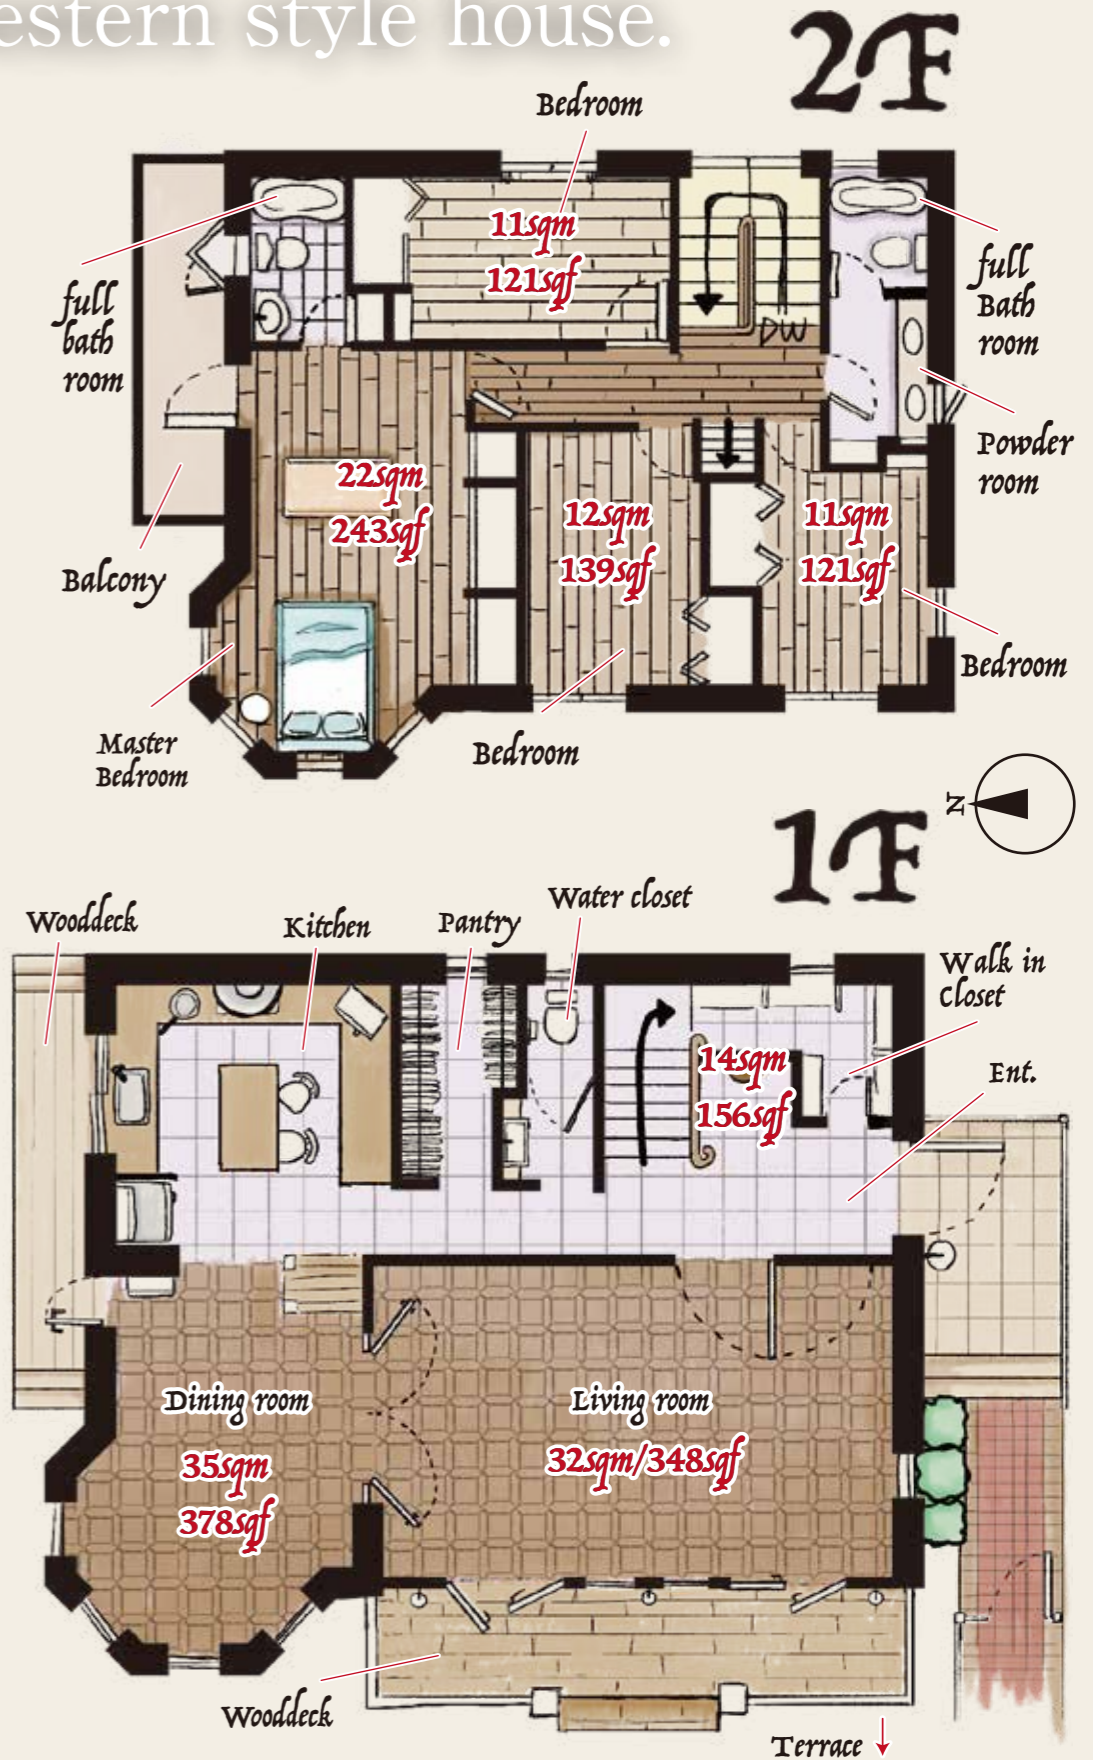 estern style house.
2F
Bedroom
11sqm
121sqf
full
bath
room
full
Bath
room
DW
Powder
room
22sqm
243sqf
12sqm
139sqf
11sqm
121sqf
Balcony
Bedroom
Master
Bedroom
Bedroom
N
1F
Wooddeck
Kitchen
Pantry
Water closet
Walk in
Closet
Ent.
14sqm
156sqf
Dining room
35sqm
378sqf
Living room
32sqm/348sqf
Wooddeck
Terrace